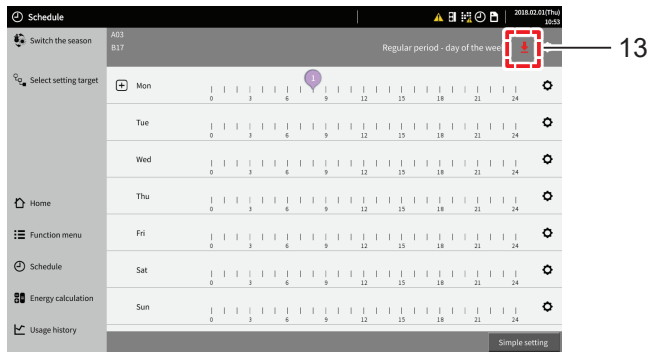 Schedule
2018.02.01(Thu)
10:53
Switch the season
A03
B17
Regular period - day of the wee
13
Select setting target
Mon
1
0 3 6 9 12 15 18 21 24
Tue
0 3 6 9 12 15 18 21 24
Wed
0 3 6 9 12 15 18 21 24
Home
Thu
0 3 6 9 12 15 18 21 24
Function menu
Fri
0 3 6 9 12 15 18 21 24
Schedule
Sat
0 3 6 9 12 15 18 21 24
Energy calculation
Sun
0 3 6 9 12 15 18 21 24
Usage history
Simple setting